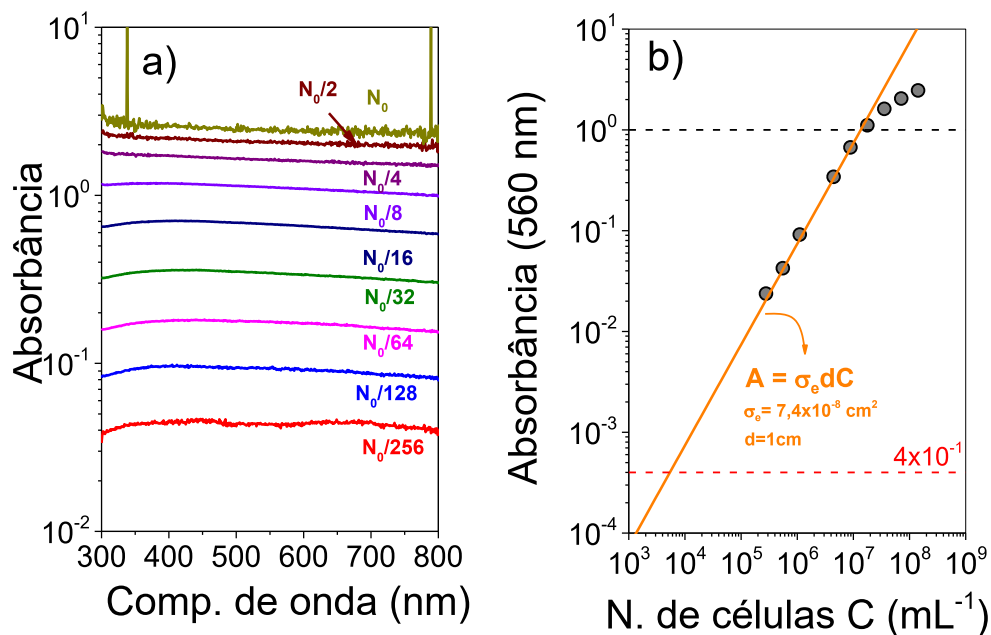 a)
Absorbância
10¹
10⁰
10⁻¹
10⁻²
N₀/2
N₀
N₀/4
N₀/8
N₀/16
N₀/32
N₀/64
N₀/128
N₀/256
300 400 500 600 700 800
Comp. de onda (nm)
b)
Absorbância (560 nm)
10¹
10⁰
10⁻¹
10⁻²
10⁻³
10⁻⁴
A = σₑdC
σₑ= 7,4x10⁻⁸ cm²
d=1cm
4x10⁻¹
10³ 10⁴ 10⁵ 10⁶ 10⁷ 10⁸ 10⁹
N. de células C (mL⁻¹)